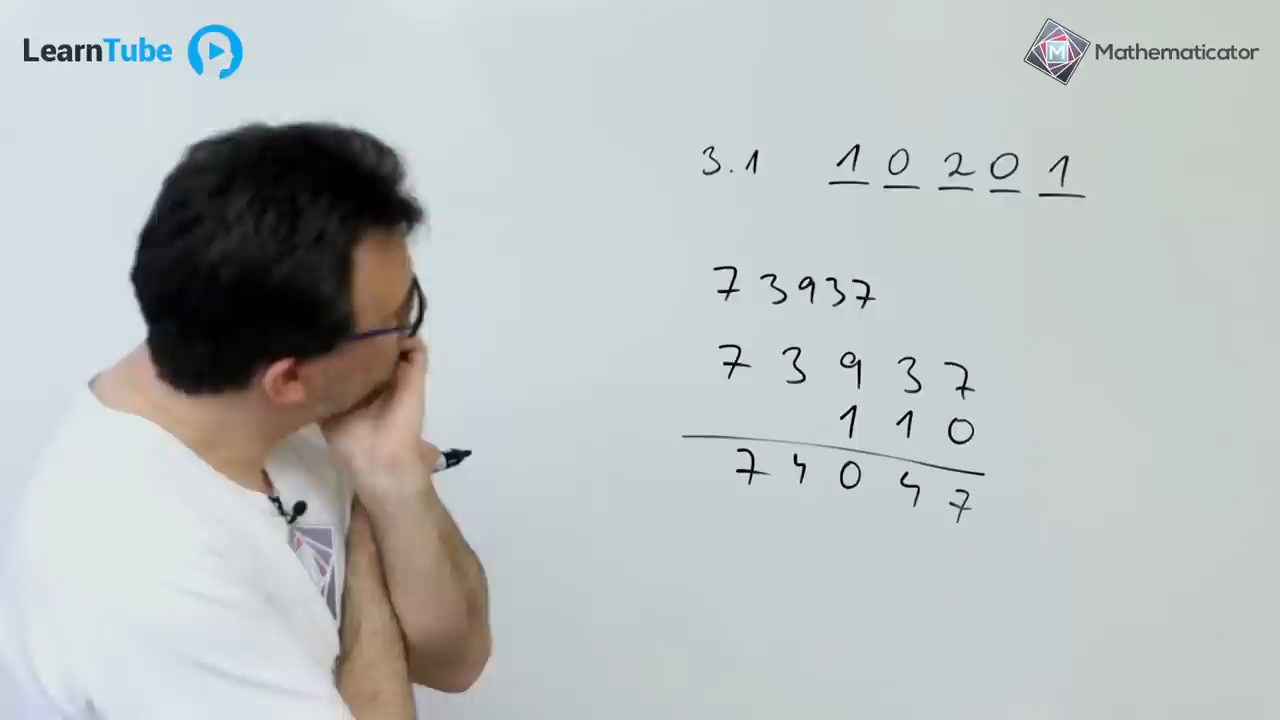 LearnTube
Mathematicator
3.1 1 0 2 0 1
73937
7 3 9 3 7
1 1 0
7 4 0 4 7